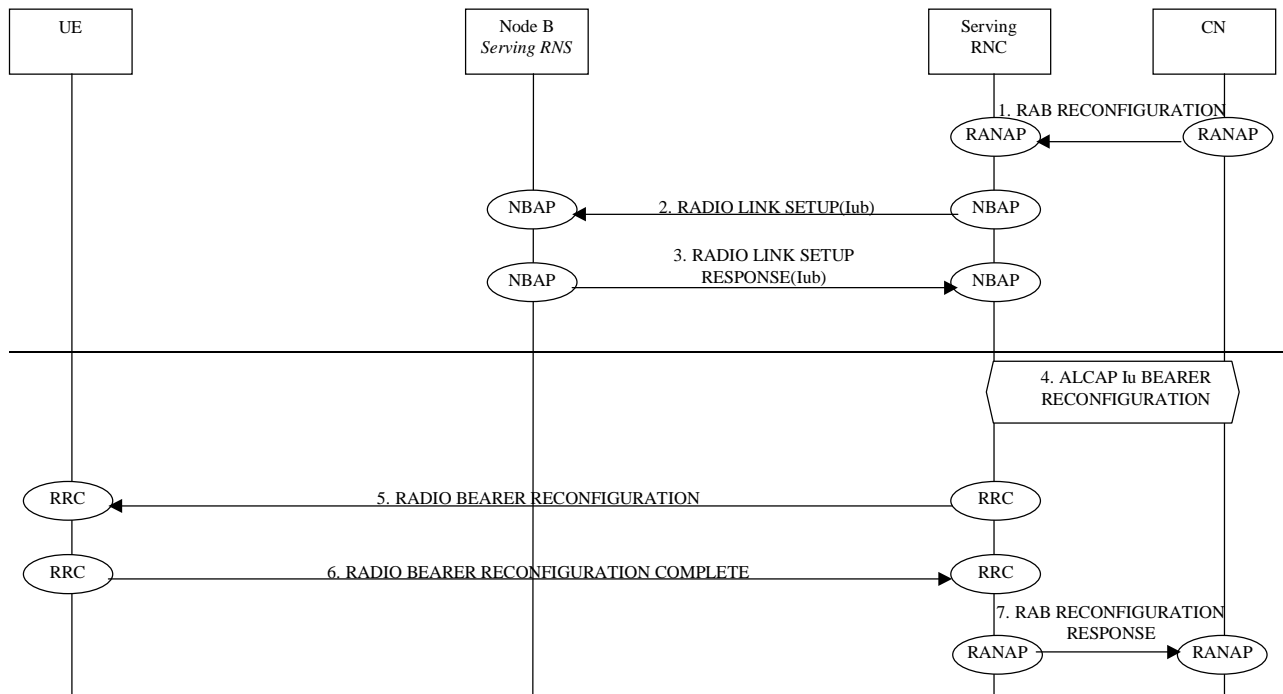 UE
Node B
Serving RNS
Serving
RNC
CN
1. RAB RECONFIGURATION
RANAP
RANAP
NBAP
2. RADIO LINK SETUP(Iub)
NBAP
3. RADIO LINK SETUP
RESPONSE(Iub)
NBAP
NBAP
4. ALCAP Iu BEARER
RECONFIGURATION
RRC
5. RADIO BEARER RECONFIGURATION
RRC
RRC
6. RADIO BEARER RECONFIGURATION COMPLETE
RRC
7. RAB RECONFIGURATION
RESPONSE
RANAP
RANAP